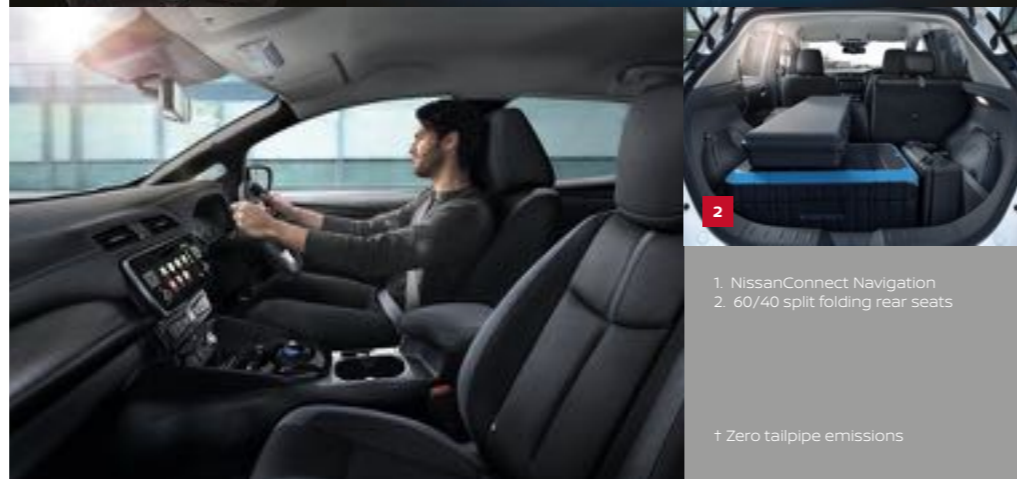 2
1. NissanConnect Navigation
2. 60/40 split folding rear seats
† Zero tailpipe emissions